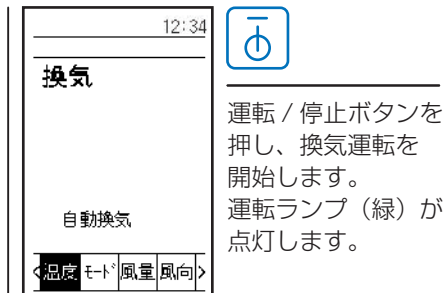 12:34
換気
自動換気
<温度 ﾓｰﾄﾞ 風量 風向>
運転 / 停止ボタンを
押し、換気運転を
開始します。
運転ランプ（緑）が
点灯します。